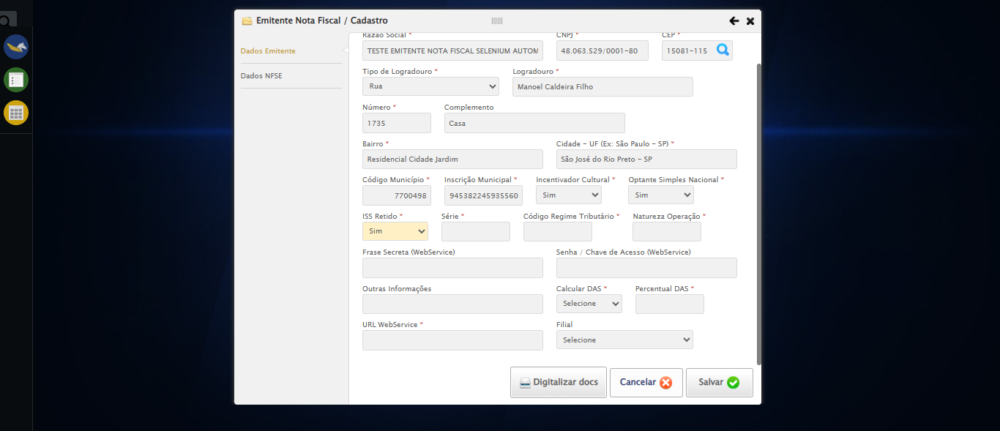 Emitente Nota Fiscal / Cadastro
Dados Emitente
Dados NFSE
Razão Social * CNPJ * CEP *
TESTE EMITENTE NOTA FISCAL SELENIUM AUTOM 48.063.529/0001-80 15081-115
Tipo de Logradouro * Logradouro *
Rua Manoel Caldeira Filho
Número * Complemento
1735 Casa
Bairro * Cidade - UF (Ex: São Paulo - SP) *
Residencial Cidade Jardim São José do Rio Preto - SP
Código Município * Inscrição Municipal * Incentivador Cultural * Optante Simples Nacional *
7700498 945382245935560 Sim Sim
ISS Retido * Série * Código Regime Tributário * Natureza Operação *
Sim
Frase Secreta (WebService) Senha / Chave de Acesso (WebService)
Outras Informações Calcular DAS * Percentual DAS *
Selecione
URL WebService * Filial
Selecione
Digitalizar docs Cancelar Salvar